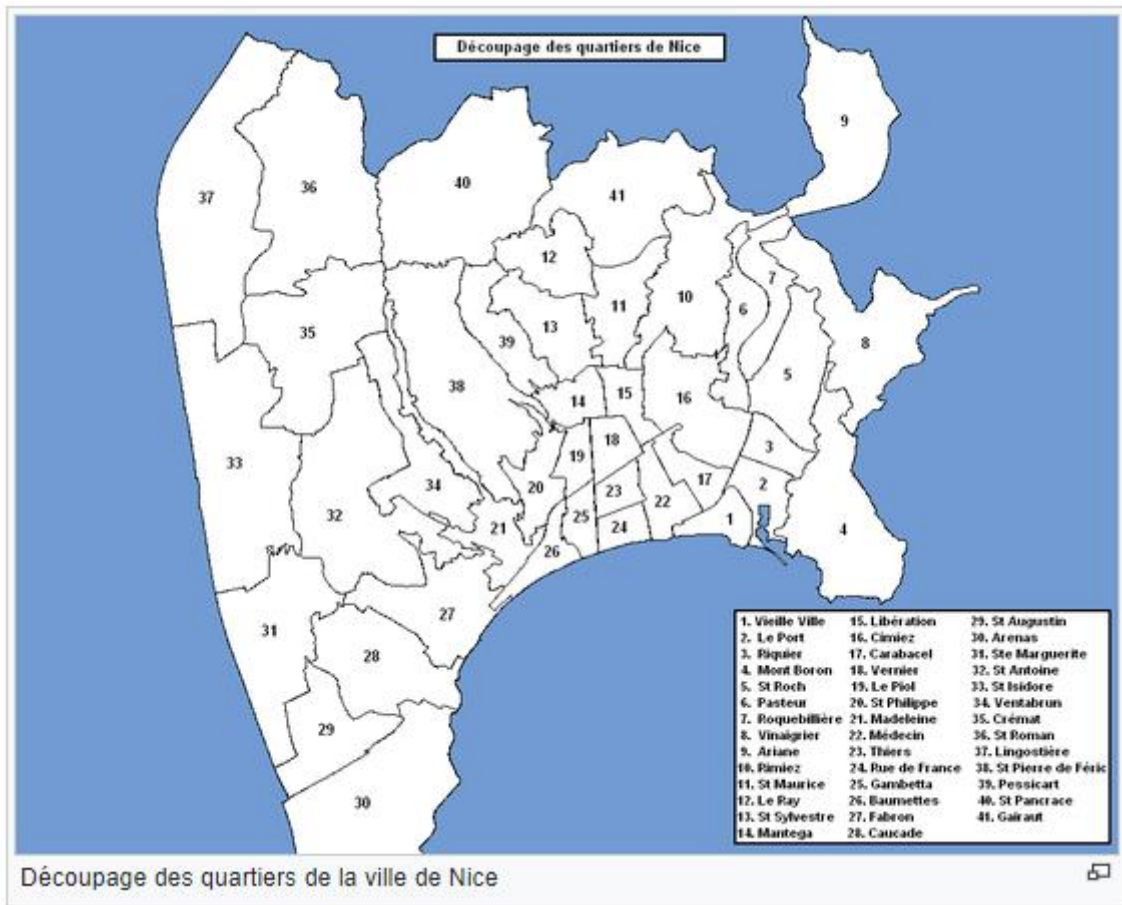 Découpage des quartiers de Nice
9
37
36
40
41
12
7
10
11
6
35
13
39
8
38
5
14
15
16
18
3
19
33
34
20
23
17
2
22
32
21
25
24
1
4
26
27
31
28
29
30
1. Vieille Ville
2. Le Port
3. Riquier
4. Mont Boron
5. St Roch
6. Pasteur
7. Roquebillière
8. Vinaigrier
9. Ariane
10. Rimiez
11. St Maurice
12. Le Ray
13. St Sylvestre
14. Mantega
15. Libération
16. Cimiez
17. Carabacel
18. Vernier
19. Le Piol
20. St Philippe
21. Madeleine
22. Médecin
23. Thiers
24. Rue de France
25. Gambetta
26. Baumettes
27. Fabron
28. Caucade
29. St Augustin
30. Arenas
31. Ste Marguerite
32. St Antoine
33. St Isidore
34. Ventabrun
35. Crémat
36. St Roman
37. Lingostière
38. St Pierre de Féric
39. Pessicart
40. St Pancrace
41. Gairaut
Découpage des quartiers de la ville de Nice